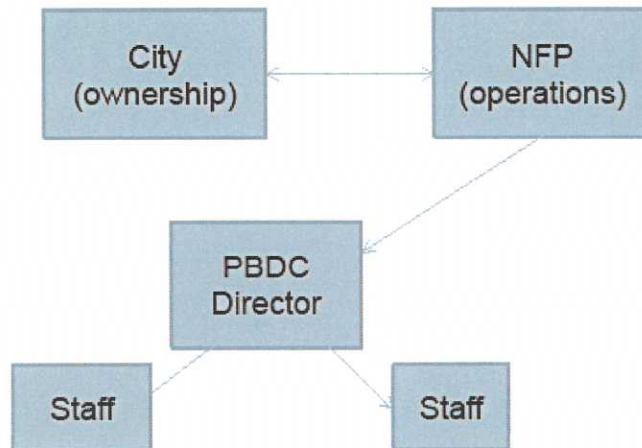 City
(ownership)
NFP
(operations)
PBDC
Director
Staff
Staff